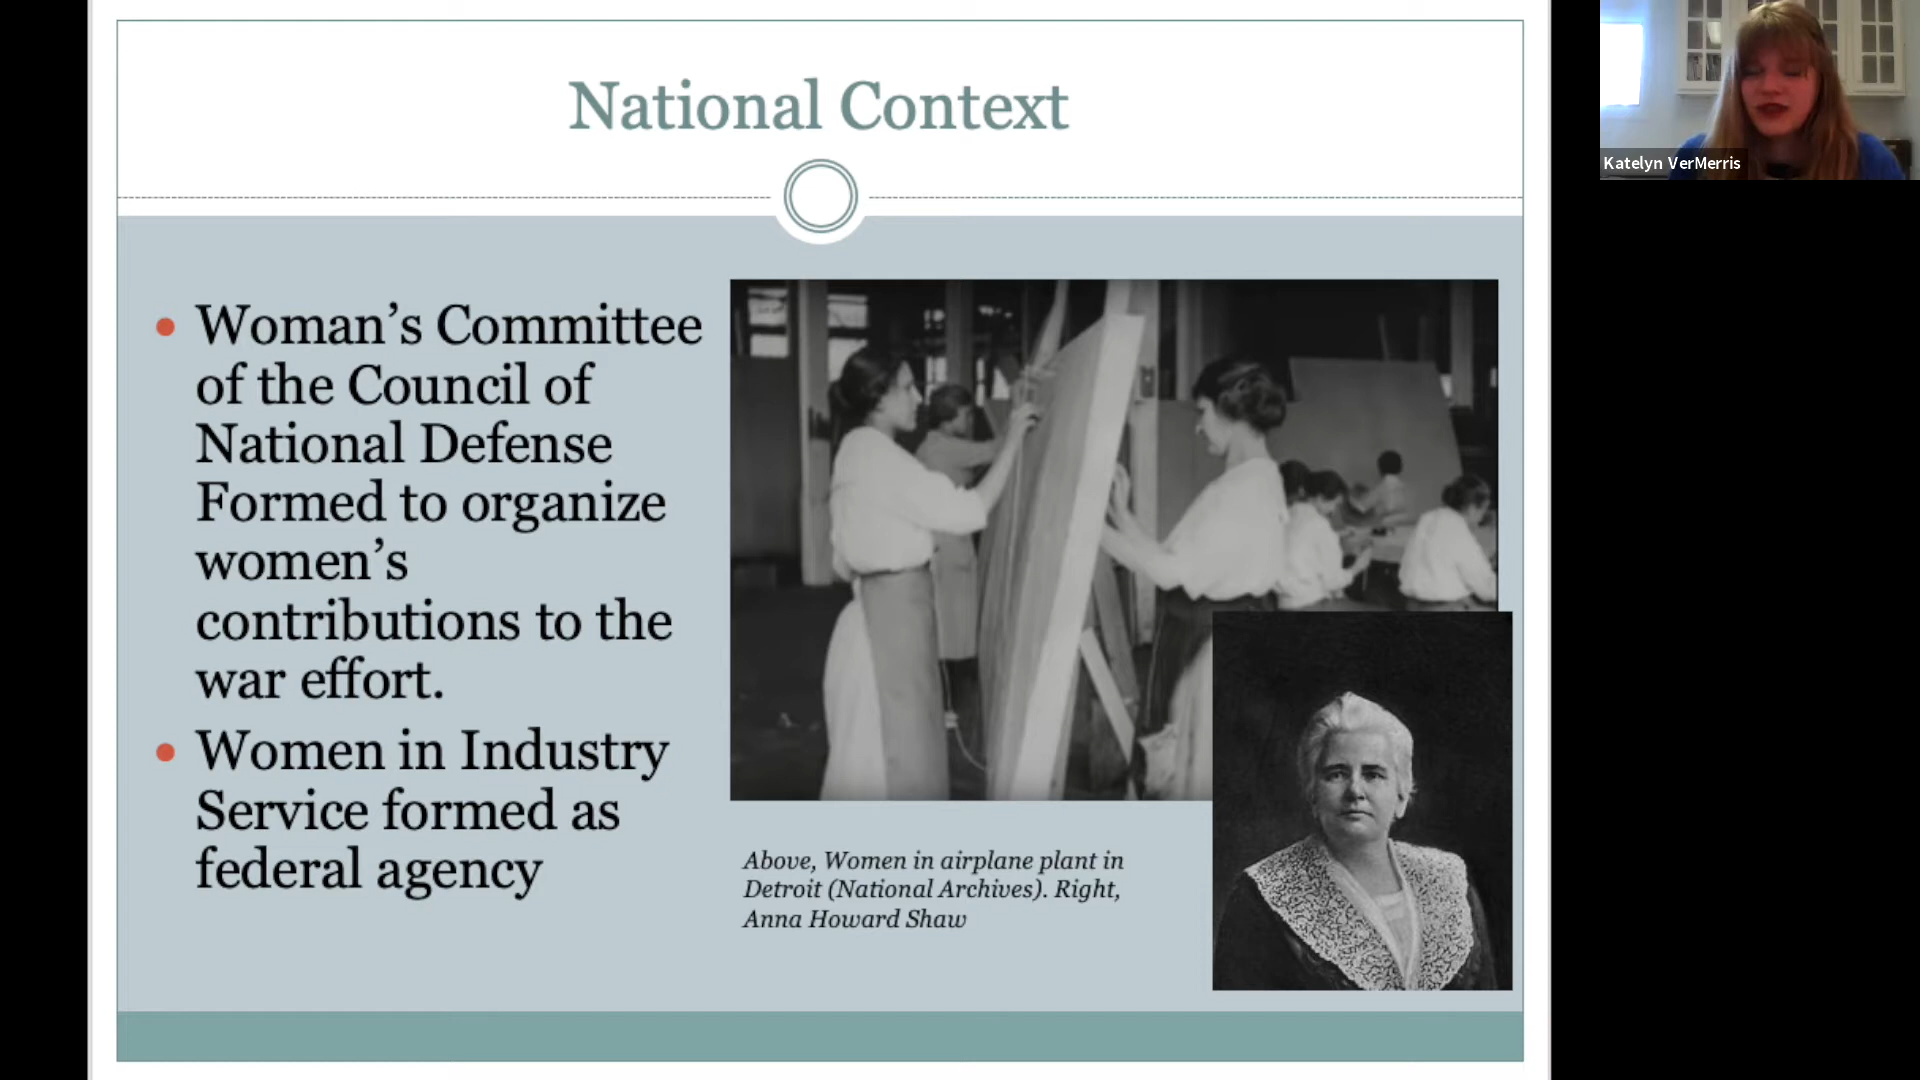 National Context
Woman’s Committee
of the Council of
National Defense
Formed to organize
women’s
contributions to the
war effort.
Women in Industry
Service formed as
federal agency
Above, Women in airplane plant in
Detroit (National Archives). Right,
Anna Howard Shaw
Katelyn VerMerris